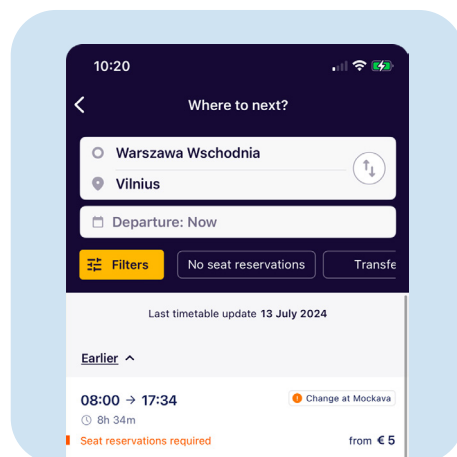 10:20
Where to next?
Warszawa Wschodnia
Vilnius
Departure: Now
Filters
No seat reservations
Transfe
Last timetable update 13 July 2024
Earlier
08:00 → 17:34
Change at Mockava
8h 34m
Seat reservations required
from € 5